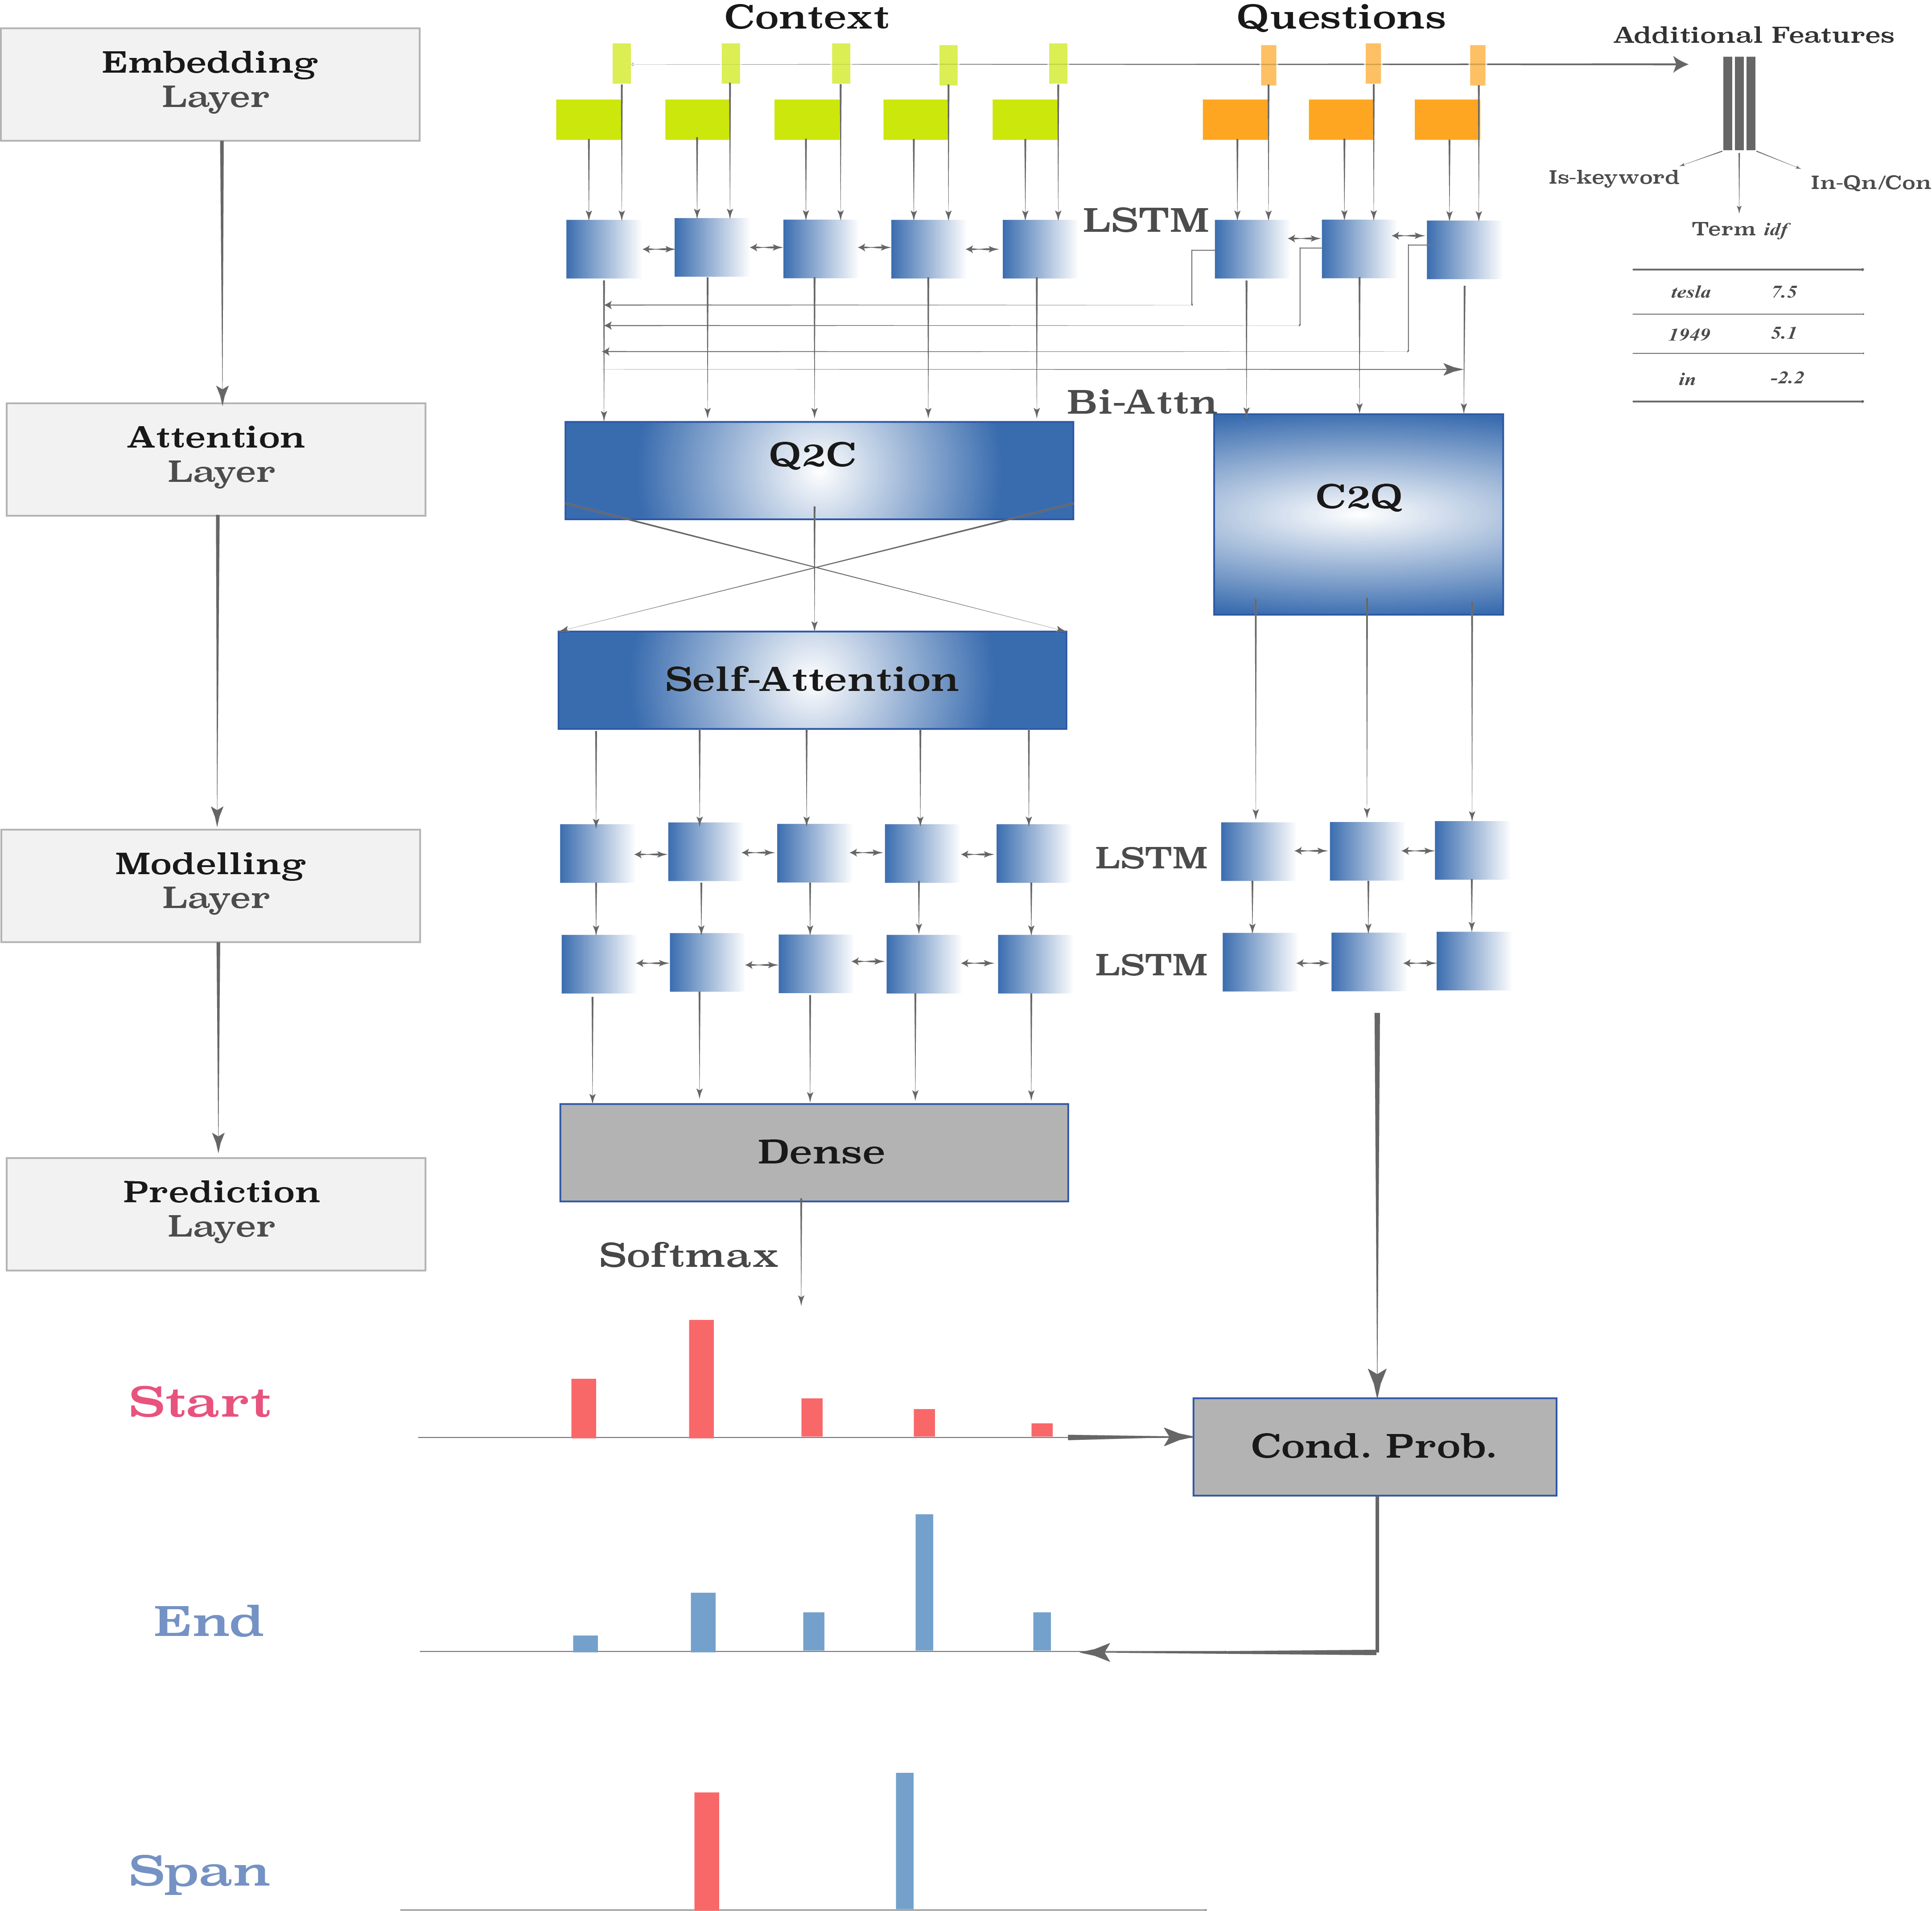 Context
Questions
Additional Features
Embedding
Layer
Is-keyword
In-Qn/Con
Term idf
LSTM
tesla 7.5
1949 5.1
in -2.2
Bi-Attn
Attention
Layer
Q2C
C2Q
Self-Attention
Modelling
Layer
LSTM
LSTM
Dense
Prediction
Layer
Softmax
Start
Cond. Prob.
End
Span